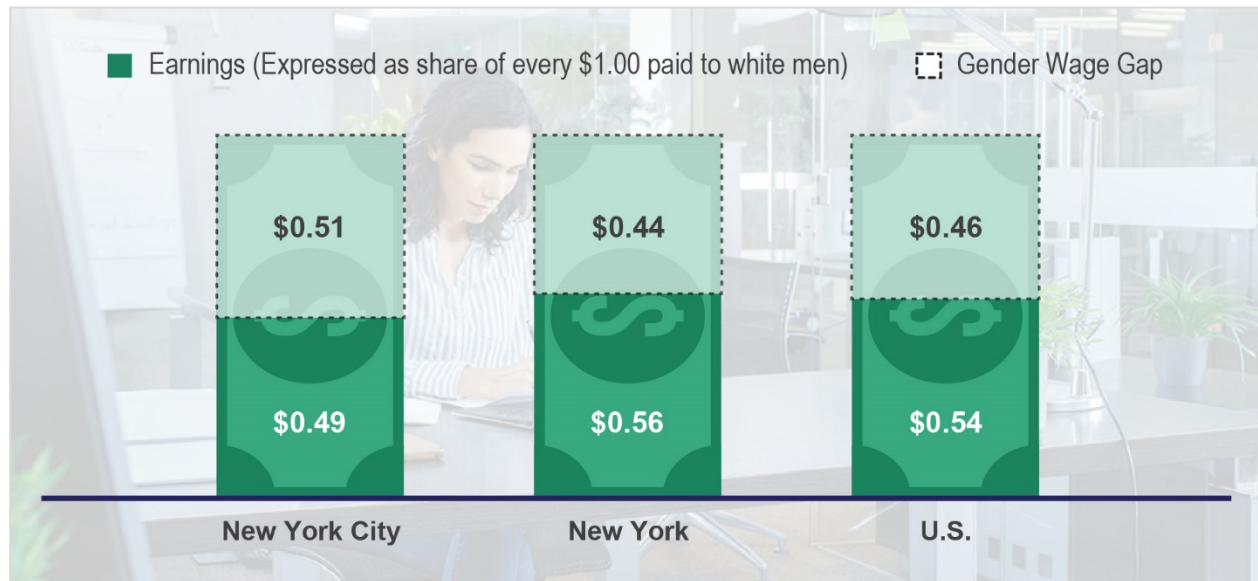 Earnings (Expressed as share of every $1.00 paid to white men) Gender Wage Gap
$0.51 $0.44 $0.46
$0.49 $0.56 $0.54
New York City New York U.S.